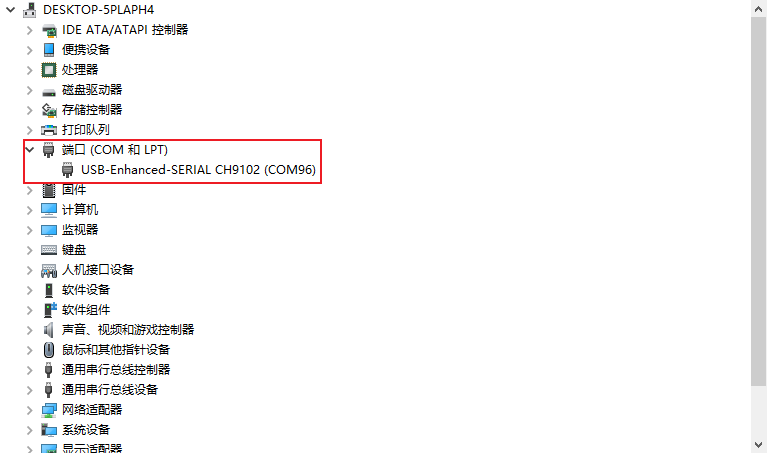 DESKTOP-5PLAPH4
IDE ATA/ATAPI 控制器
便携设备
处理器
磁盘驱动器
存储控制器
打印队列
端口 (COM 和 LPT)
USB-Enhanced-SERIAL CH9102 (COM96)
固件
计算机
监视器
键盘
人机接口设备
软件设备
软件组件
声音、视频和游戏控制器
鼠标和其他指针设备
通用串行总线控制器
通用串行总线设备
网络适配器
系统设备
显示适配器